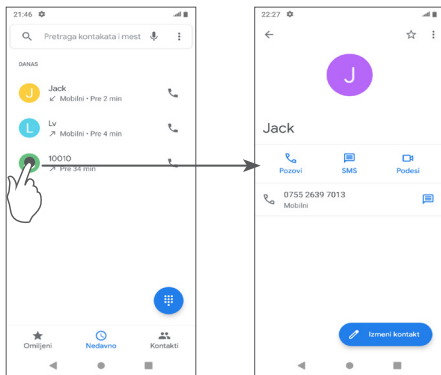 21:46
Pretraga kontakata i mest
DANAS
J
Jack
Mobilni • Pre 2 min
L
Lv
Mobilni • Pre 4 min
10010
Pre 34 min
Omiljeni
Nedavno
Kontakti
22:27
J
Jack
Pozovi
SMS
Podesi
0755 2639 7013
Mobilni
Izmeni kontakt